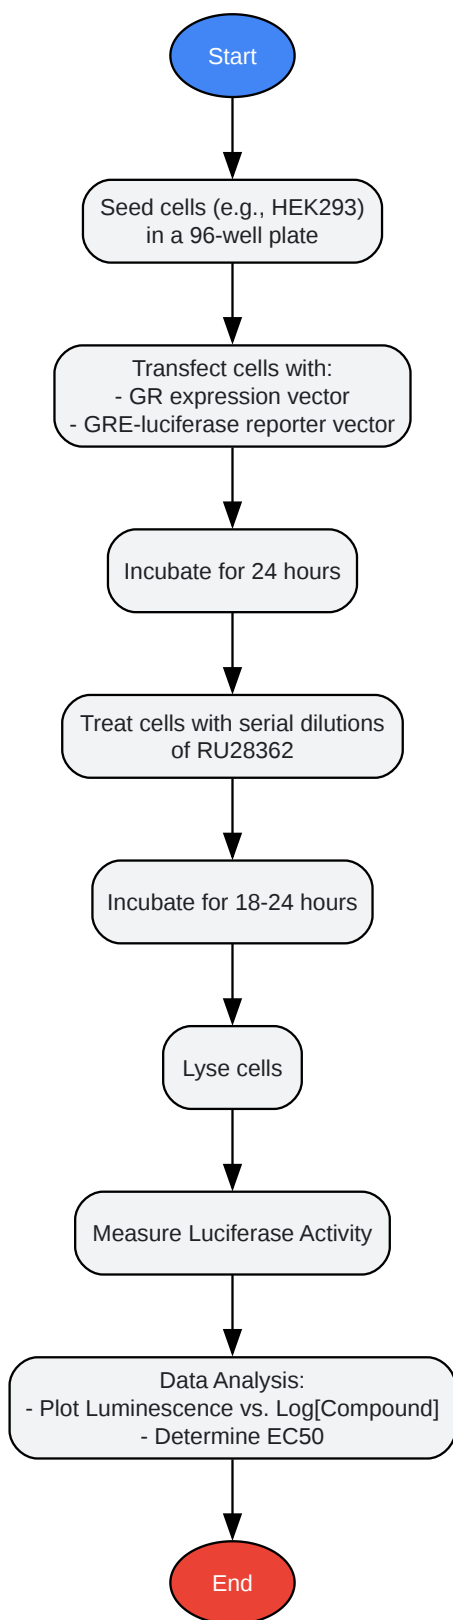 Start
Seed cells (e.g., HEK293)
in a 96-well plate
Transfect cells with:
- GR expression vector
- GRE-luciferase reporter vector
Incubate for 24 hours
Treat cells with serial dilutions
of RU28362
Incubate for 18-24 hours
Lyse cells
Measure Luciferase Activity
Data Analysis:
- Plot Luminescence vs. Log[Compound]
- Determine EC50
End